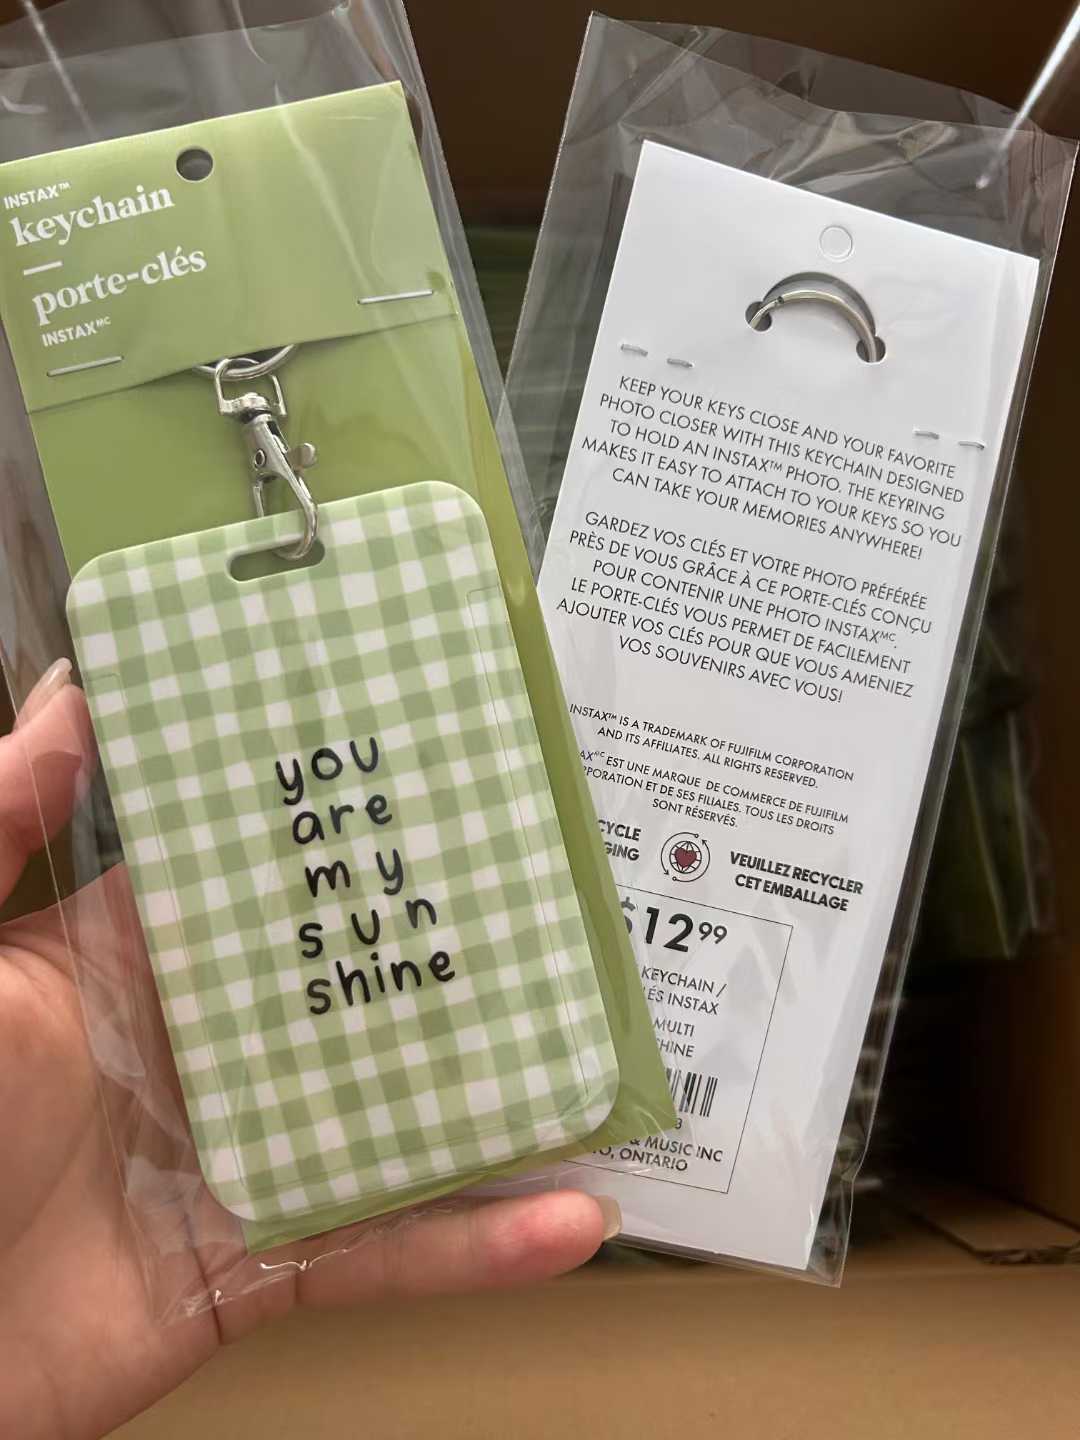 INSTAX™
keychain
porte-clés
INSTAXMC
you
are
my
sun
shine
KEEP YOUR KEYS CLOSE AND YOUR FAVORITE
PHOTO CLOSER WITH THIS KEYCHAIN DESIGNED
TO HOLD AN INSTAX™ PHOTO. THE KEYRING
MAKES IT EASY TO ATTACH TO YOUR KEYS SO YOU
CAN TAKE YOUR MEMORIES ANYWHERE!
GARDEZ VOS CLÉS ET VOTRE PHOTO PRÉFÉRÉE
PRÈS DE VOUS GRÂCE À CE PORTE-CLÉS CONÇU
POUR CONTENIR UNE PHOTO INSTAXMC.
LE PORTE-CLÉS VOUS PERMET DE FACILEMENT
AJOUTER VOS CLÉS POUR QUE VOUS AMENIEZ
VOS SOUVENIRS AVEC VOUS!
INSTAX™ IS A TRADEMARK OF FUJIFILM CORPORATION
AND ITS AFFILIATES. ALL RIGHTS RESERVED.
EST UNE MARQUE DE COMMERCE DE FUJIFILM
ET DE SES FILIALES. TOUS LES DROITS
SONT RÉSERVÉS.
VEUILLEZ RECYCLER
CET EMBALLAGE
$12.99
KEYCHAIN /
INSTAX
MULTI
& MUSIC INC
ONTARIO